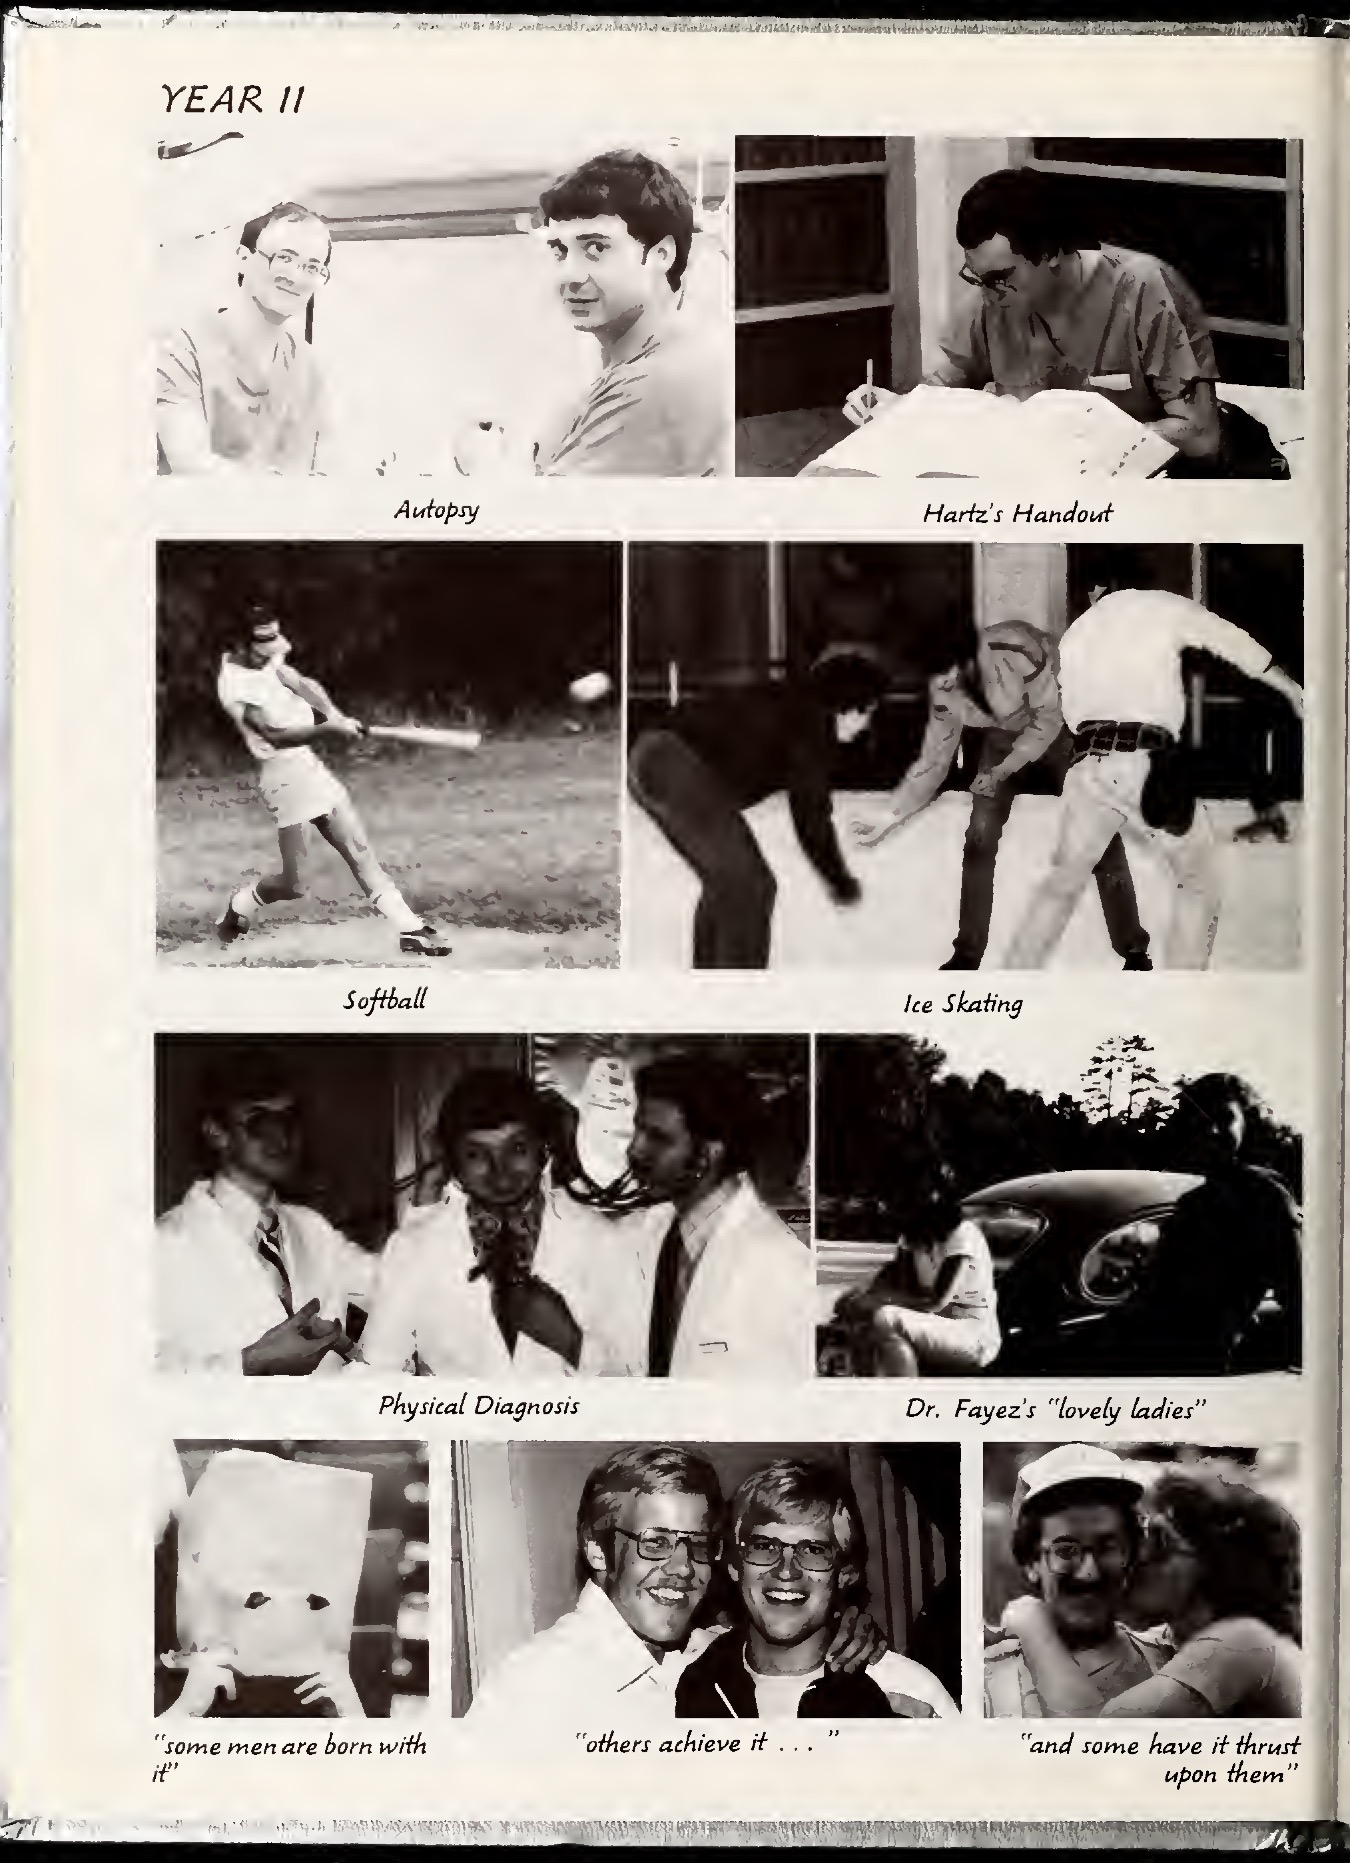 YEAR II
Autopsy
Hartz's Handout
Softball
Ice Skating
Physical Diagnosis
Dr. Fayez's "lovely ladies"
"some men are born with
it"
"others achieve it . . . "
"and some have it thrust
upon them"